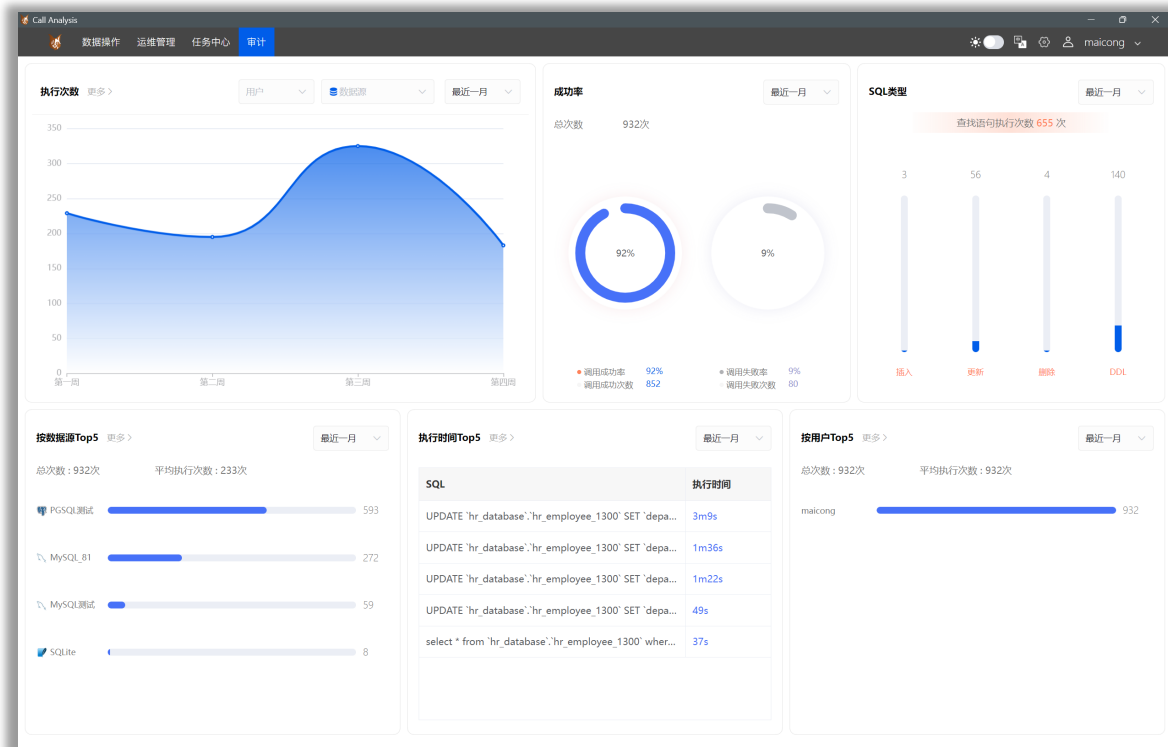 Call Analysis
数据操作 运维管理 任务中心 审计 maicong
执行次数 更多 用户 数据源 最近一月
350
300
250
200
150
100
50
0
第一周 第二周 第三周 第四周
成功率 最近一月
总次数 932次
92% 9%
调用成功率 92% 调用失败率 9%
调用成功次数 852 调用失败次数 80
SQL类型 最近一月
查找语句执行次数 655 次
3 56 4 140
插入 更新 删除 DDL
按数据源Top5 更多 最近一月
总次数 : 932次 平均执行次数 : 233次
PGSQL测试 593
MySQL_81 272
MySQL测试 59
SQLite 8
执行时间Top5 更多 最近一月
SQL 执行时间
UPDATE `hr_database`.`hr_employee_1300` SET `depa... 3m9s
UPDATE `hr_database`.`hr_employee_1300` SET `depa... 1m36s
UPDATE `hr_database`.`hr_employee_1300` SET `depa... 1m22s
UPDATE `hr_database`.`hr_employee_1300` SET `depa... 49s
select * from `hr_database`.`hr_employee_1300` wher... 37s
按用户Top5 更多 最近一月
总次数 : 932次 平均执行次数 : 932次
maicong 932